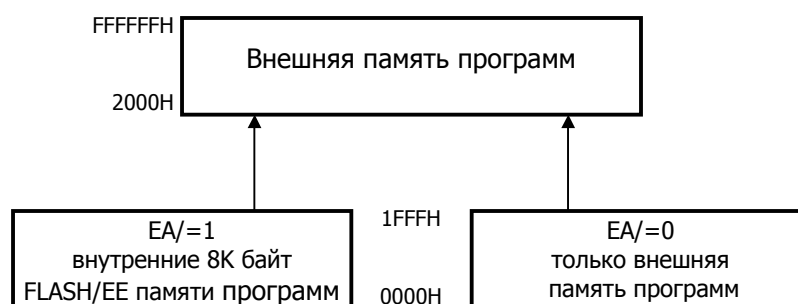 FFFFFFH
Внешняя память программ
2000H
EA/=1
внутренние 8K байт
FLASH/EE памяти программ
1FFFH
0000H
EA/=0
только внешняя
память программ